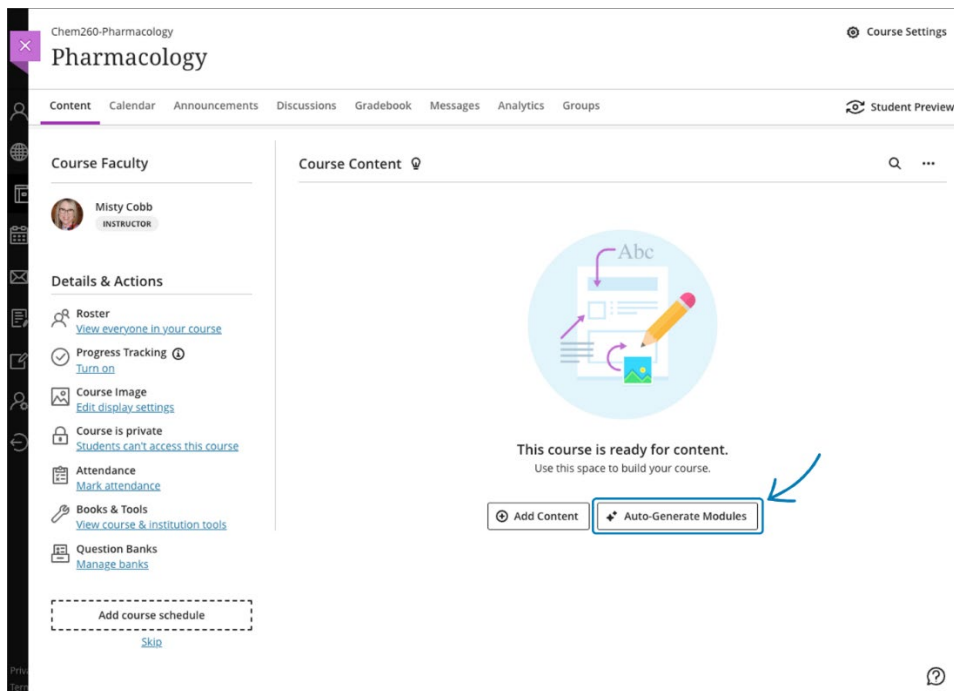 Chem260-Pharmacology
Pharmacology
Course Settings
Content Calendar Announcements Discussions Gradebook Messages Analytics Groups
Student Preview
Course Faculty
Misty Cobb
INSTRUCTOR
Details & Actions
Roster
View everyone in your course
Progress Tracking
Turn on
Course Image
Edit display settings
Course is private
Students can't access this course
Attendance
Mark attendance
Books & Tools
View course & institution tools
Question Banks
Manage banks
Add course schedule
Skip
Course Content
Abc
This course is ready for content.
Use this space to build your course.
Add Content
Auto-Generate Modules
Priv
Term